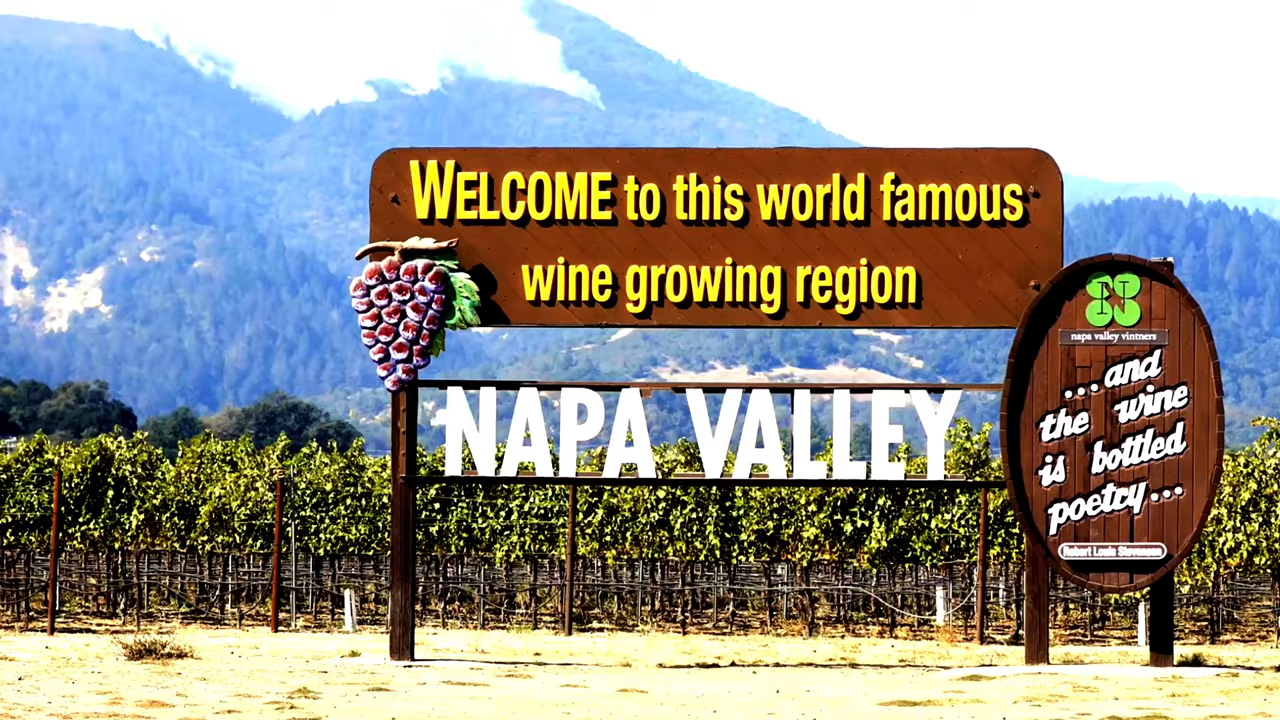 WELCOME to this world famous
wine growing region
NAPA VALLEY
napa valley vintners
...and
the wine
is bottled
poetry...
Robert Louis Stevenson